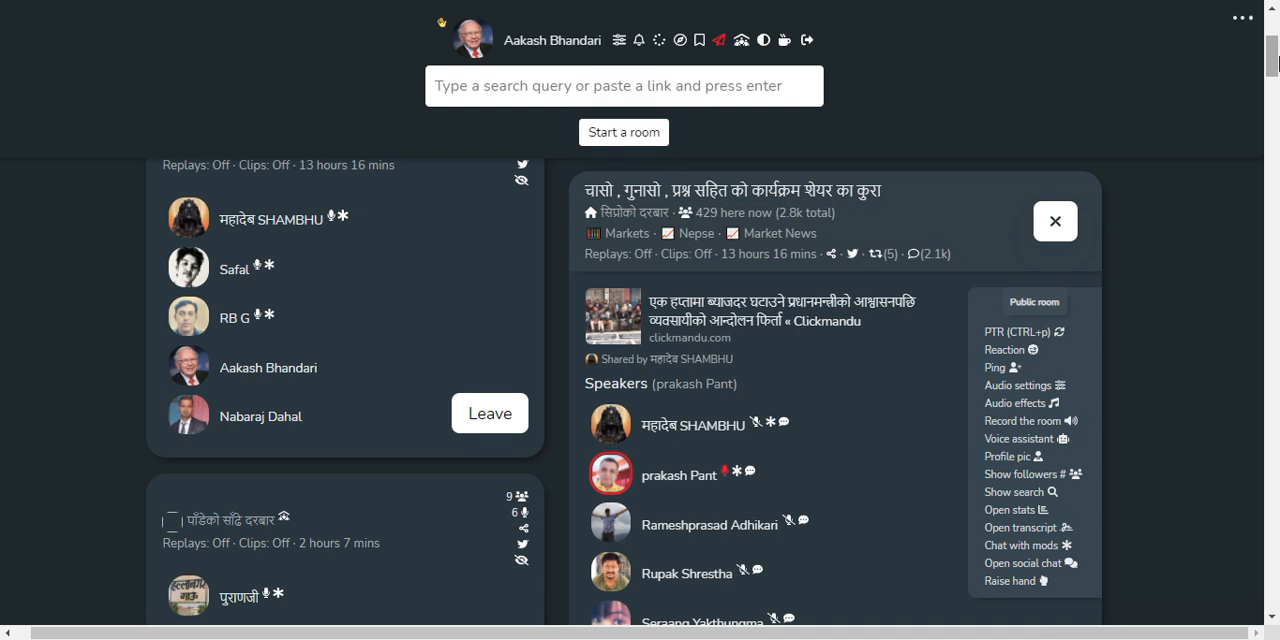 Aakash Bhandari
Type a search query or paste a link and press enter
Start a room
Replays: Off · Clips: Off · 13 hours 16 mins
महादेब SHAMBHU
Safal
RB G
Aakash Bhandari
Nabaraj Dahal
Leave
9
6
पाँडेको साँढे दरबार
Replays: Off · Clips: Off · 2 hours 7 mins
पुराणजी
चासो , गुनासो , प्रश्न सहित को कार्यक्रम शेयर का कुरा
सिप्रोको दरबार · 429 here now (2.8k total)
Markets · Nepse · Market News
Replays: Off · Clips: Off · 13 hours 16 mins · · · (5) · (2.1k)
एक हप्तामा ब्याजदर घटाउने प्रधानमन्त्रीको आश्वासनपछि
व्यवसायीको आन्दोलन फिर्ता « Clickmandu
clickmandu.com
Shared by महादेब SHAMBHU
Speakers (prakash Pant)
महादेब SHAMBHU
prakash Pant
Rameshprasad Adhikari
Rupak Shrestha
Seraang Yakthungma
Public room
PTR (CTRL+p)
Reaction
Ping
Audio settings
Audio effects
Record the room
Voice assistant
Profile pic
Show followers #
Show search
Open stats
Open transcript
Chat with mods
Open social chat
Raise hand